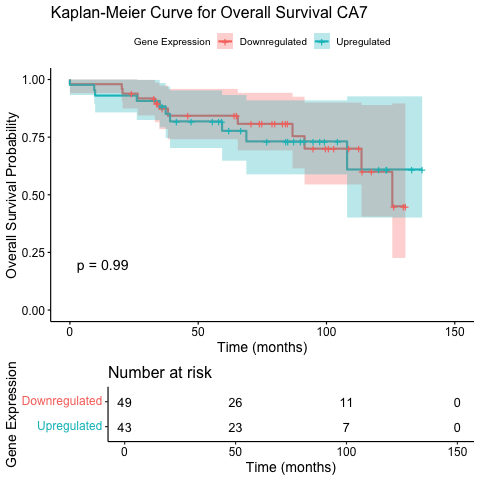 Kaplan-Meier Curve for Overall Survival CA7
Gene Expression Downregulated Upregulated
Overall Survival Probability
1.00
0.75
0.50
0.25
0.00
p = 0.99
0 50 100 150
Time (months)
Number at risk
Gene Expression
Downregulated 49 26 11 0
Upregulated 43 23 7 0
0 50 100 150
Time (months)